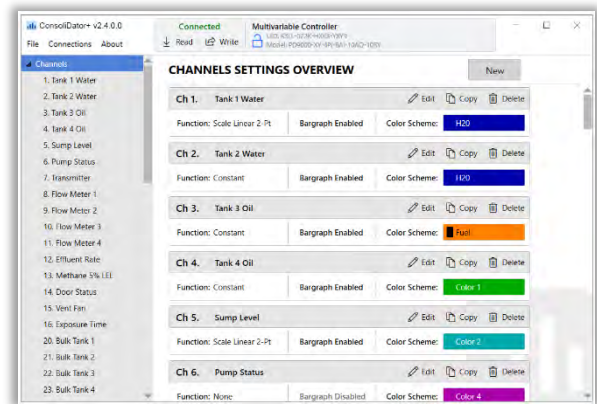 ConsoliDator+ v2.4.0.0
File Connections About
Connected
Read Write
Multivariable Controller
Channels
1. Tank 1 Water
2. Tank 2 Water
3. Tank 3 Oil
4. Tank 4 Oil
5. Sump Level
6. Pump Status
7. Transmitter
8. Flow Meter 1
9. Flow Meter 2
10. Flow Meter 3
11. Flow Meter 4
12. Effluent Rate
13. Methane 5% LEL
14. Door Status
15. Vent Fan
16. Exposure Time
20. Bulk Tank 1
21. Bulk Tank 2
22. Bulk Tank 3
23. Bulk Tank 4
CHANNELS SETTINGS OVERVIEW New
Ch 1. Tank 1 Water Edit Copy Delete
Function: Scale Linear 2-Pt Bargraph Enabled Color Scheme: H20
Ch 2. Tank 2 Water Edit Copy Delete
Function: Constant Bargraph Enabled Color Scheme: H20
Ch 3. Tank 3 Oil Edit Copy Delete
Function: Constant Bargraph Enabled Color Scheme: Fuel
Ch 4. Tank 4 Oil Edit Copy Delete
Function: Constant Bargraph Enabled Color Scheme: Color 1
Ch 5. Sump Level Edit Copy Delete
Function: Scale Linear 2-Pt Bargraph Enabled Color Scheme: Color 2
Ch 6. Pump Status Edit Copy Delete
Function: None Bargraph Disabled Color Scheme: Color 4